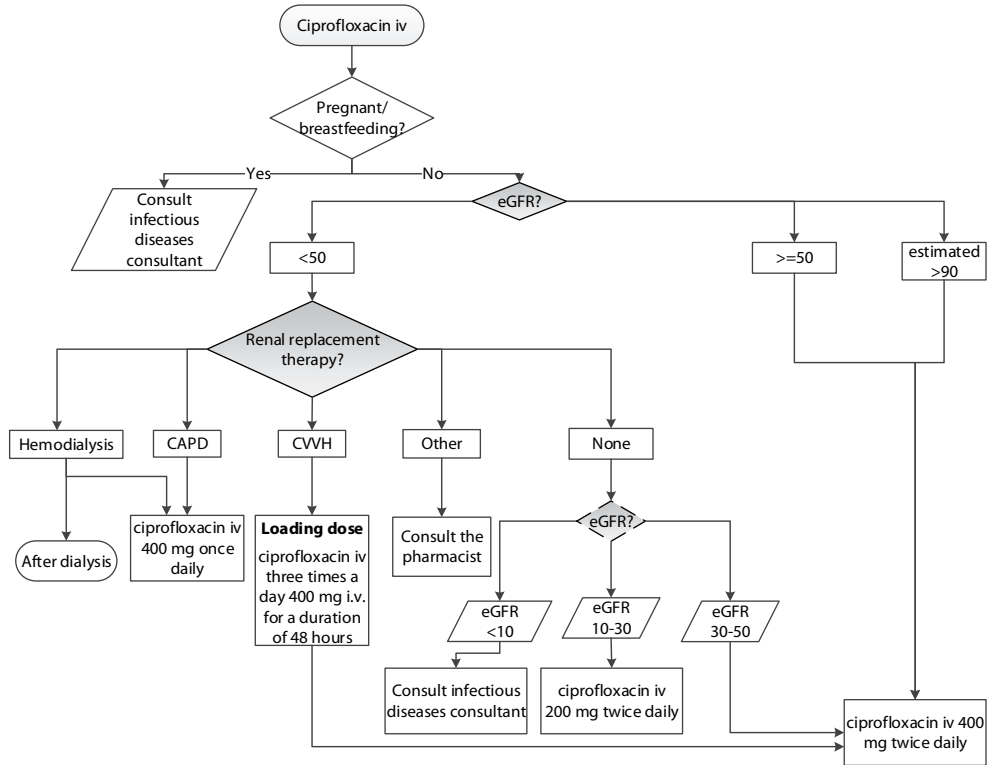 Ciprofloxacin iv
Pregnant/
breastfeeding?
Yes
No
Consult
infectious
diseases
consultant
eGFR?
<50
>=50
estimated
>90
Renal replacement
therapy?
Hemodialysis
CAPD
CVVH
Other
None
After dialysis
ciprofloxacin iv
400 mg once
daily
Loading dose
ciprofloxacin iv
three times a
day 400 mg i.v.
for a duration
of 48 hours
Consult the
pharmacist
eGFR?
eGFR
<10
eGFR
10-30
eGFR
30-50
Consult infectious
diseases consultant
ciprofloxacin iv
200 mg twice daily
ciprofloxacin iv 400
mg twice daily